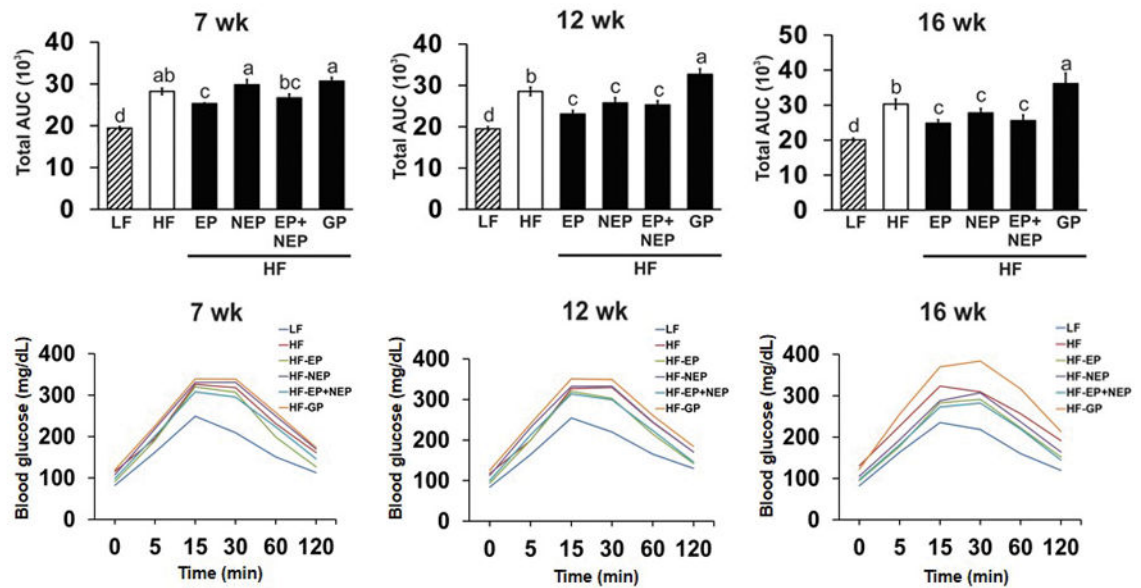 7 wk
Total AUC (10³)
50
40
30
20
10
0
d
ab
c
a
bc
a
LF
HF
EP
NEP
EP+
NEP
GP
HF
12 wk
Total AUC (10³)
50
40
30
20
10
0
d
b
c
c
c
a
LF
HF
EP
NEP
EP+
NEP
GP
HF
16 wk
Total AUC (10³)
50
40
30
20
10
0
d
b
c
c
c
a
LF
HF
EP
NEP
EP+
NEP
GP
HF
7 wk
Blood glucose (mg/dL)
400
300
200
100
0
LF
HF
HF-EP
HF-NEP
HF-EP+NEP
HF-GP
0 5 15 30 60 120
Time (min)
12 wk
Blood glucose (mg/dL)
400
300
200
100
0
LF
HF
HF-EP
HF-NEP
HF-EP+NEP
HF-GP
0 5 15 30 60 120
Time (min)
16 wk
Blood glucose (mg/dL)
400
300
200
100
0
LF
HF
HF-EP
HF-NEP
HF-EP+NEP
HF-GP
0 5 15 30 60 120
Time (min)